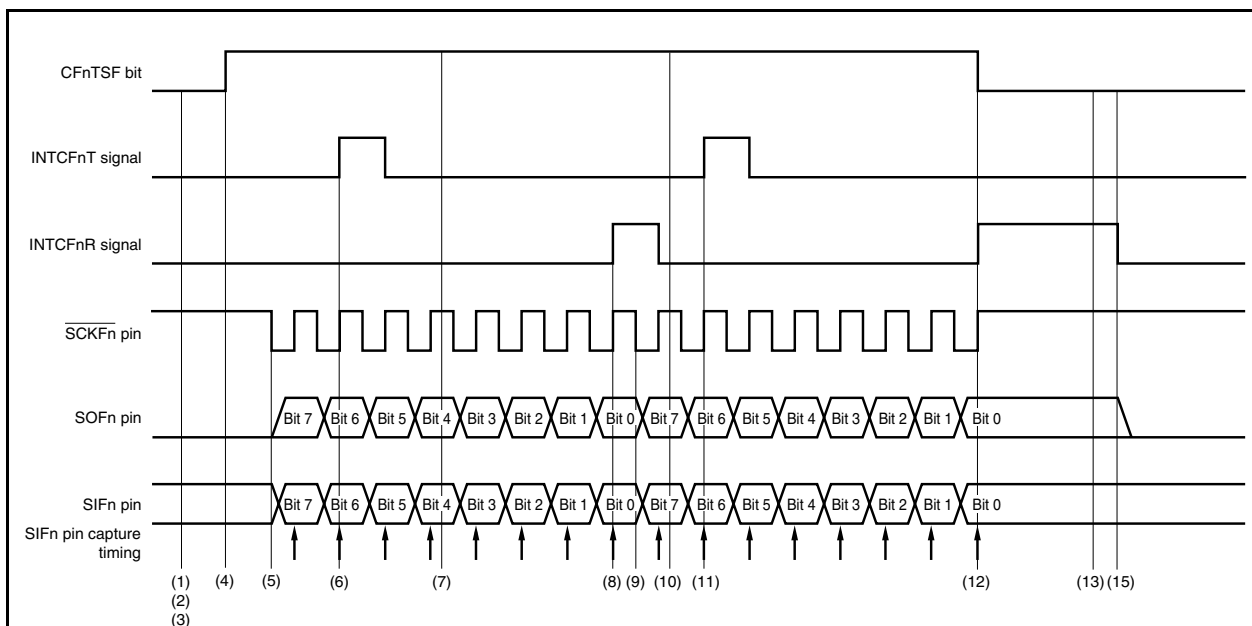 CFnTSF bit
INTCFnT signal
INTCFnR signal
SCKFn pin
SOFn pin
Bit 7 Bit 6 Bit 5 Bit 4 Bit 3 Bit 2 Bit 1 Bit 0 Bit 7 Bit 6 Bit 5 Bit 4 Bit 3 Bit 2 Bit 1 Bit 0
SIFn pin
Bit 7 Bit 6 Bit 5 Bit 4 Bit 3 Bit 2 Bit 1 Bit 0 Bit 7 Bit 6 Bit 5 Bit 4 Bit 3 Bit 2 Bit 1 Bit 0
SIFn pin capture
timing
(1) (4) (5) (6) (7) (8) (9) (10) (11) (12) (13) (15)
(2)
(3)